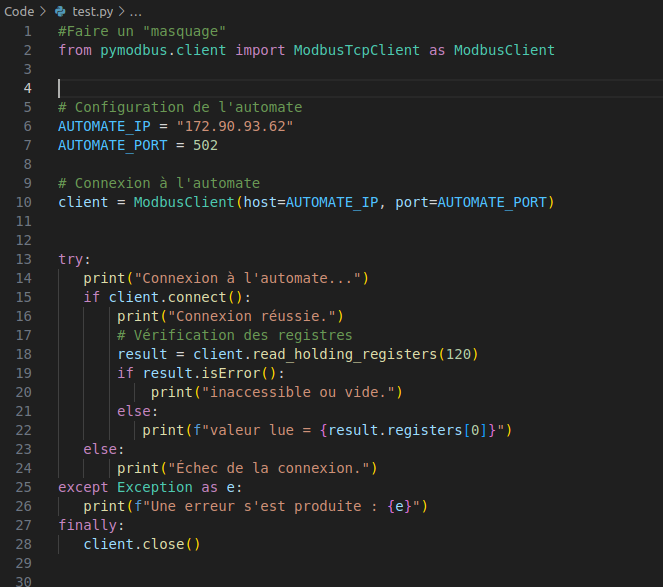 Code > test.py > ...
1 #Faire un "masquage"
2 from pymodbus.client import ModbusTcpClient as ModbusClient
3
4
5 # Configuration de l'automate
6 AUTOMATE_IP = "172.90.93.62"
7 AUTOMATE_PORT = 502
8
9 # Connexion à l'automate
10 client = ModbusClient(host=AUTOMATE_IP, port=AUTOMATE_PORT)
11
12
13 try:
14    print("Connexion à l'automate...")
15    if client.connect():
16        print("Connexion réussie.")
17        # Vérification des registres
18        result = client.read_holding_registers(120)
19        if result.isError():
20            print("inaccessible ou vide.")
21        else:
22           print(f"valeur lue = {result.registers[0]}")
23    else:
24        print("Échec de la connexion.")
25 except Exception as e:
26    print(f"Une erreur s'est produite : {e}")
27 finally:
28    client.close()
29
30